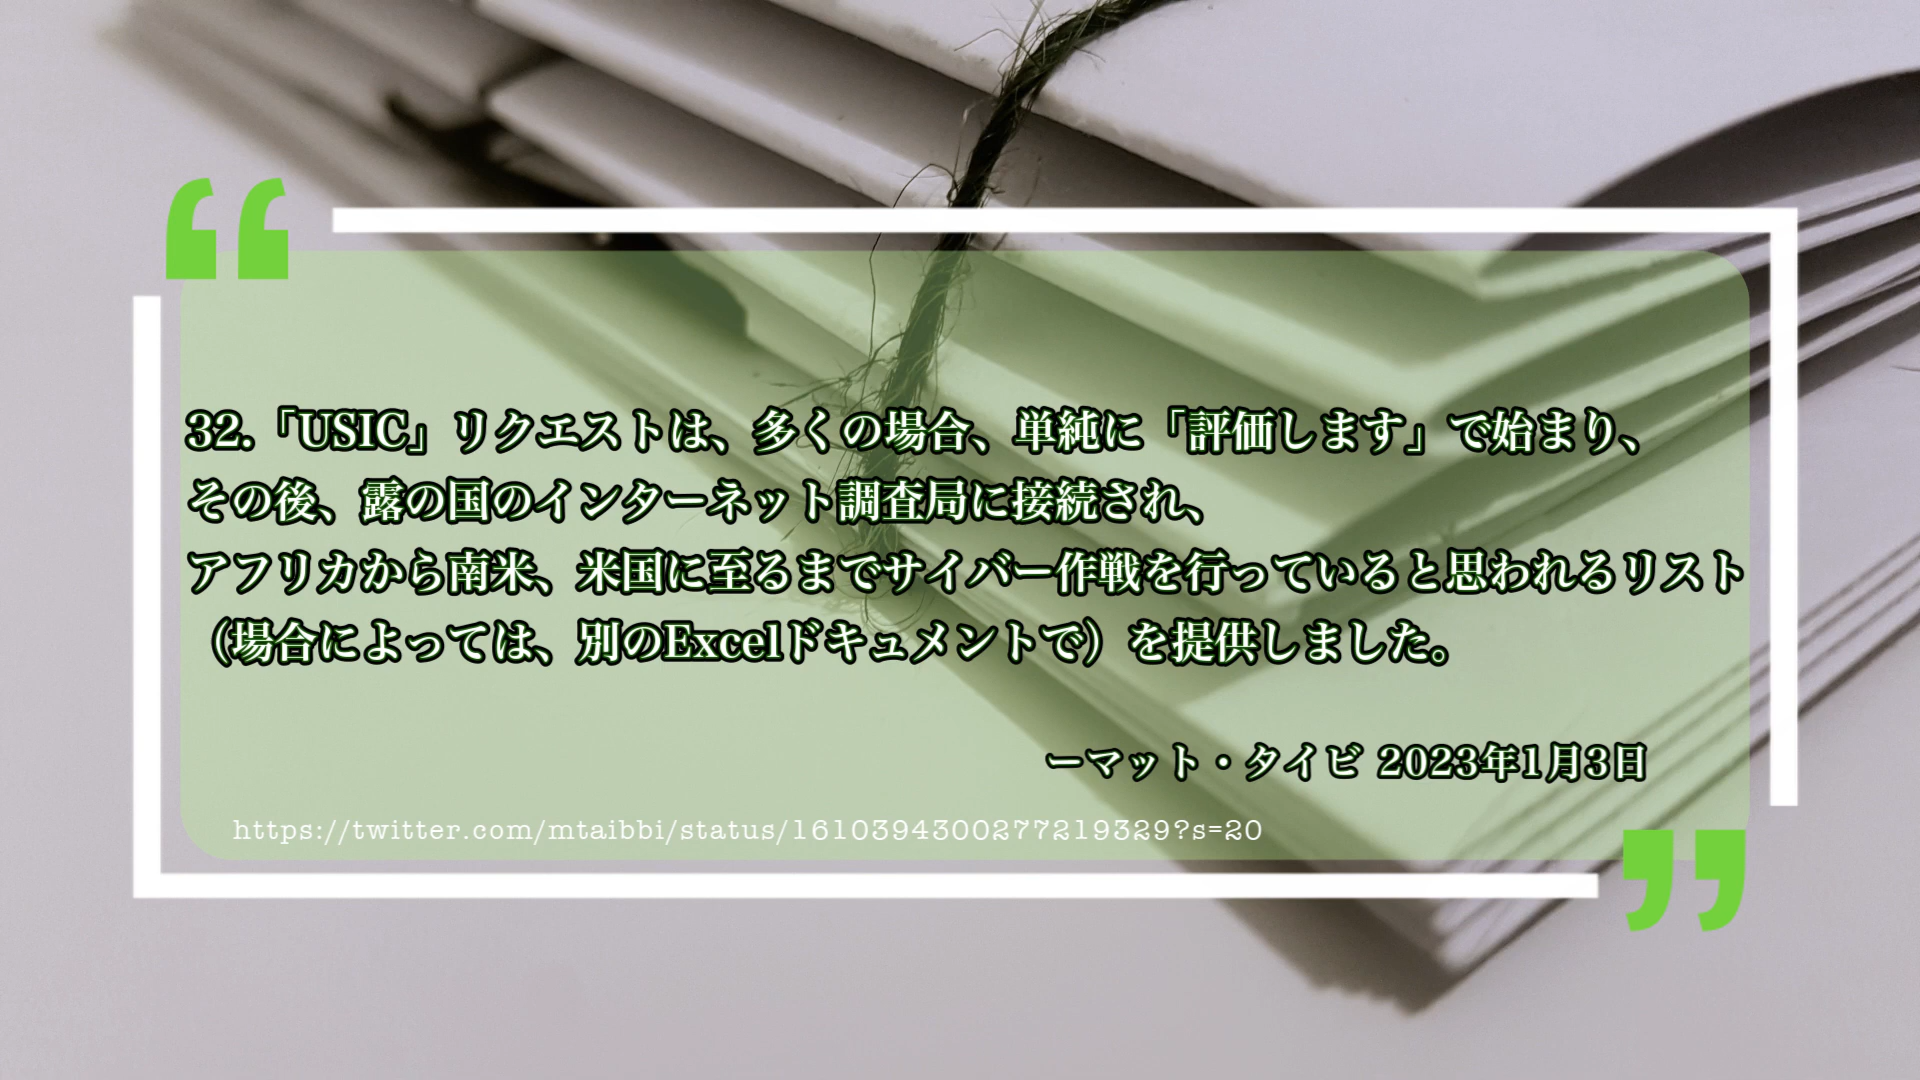 32.「USIC」リクエストは、多くの場合、単純に「評価します」で始まり、
その後、露の国のインターネット調査局に接続され、
アフリカから南米、米国に至るまでサイバー作戦を行っていると思われるリスト
（場合によっては、別のExcelドキュメントで）を提供しました。
ーマット・タイビ 2023年1月3日
https://twitter.com/mtaibbi/status/1610394300277219329?s=20